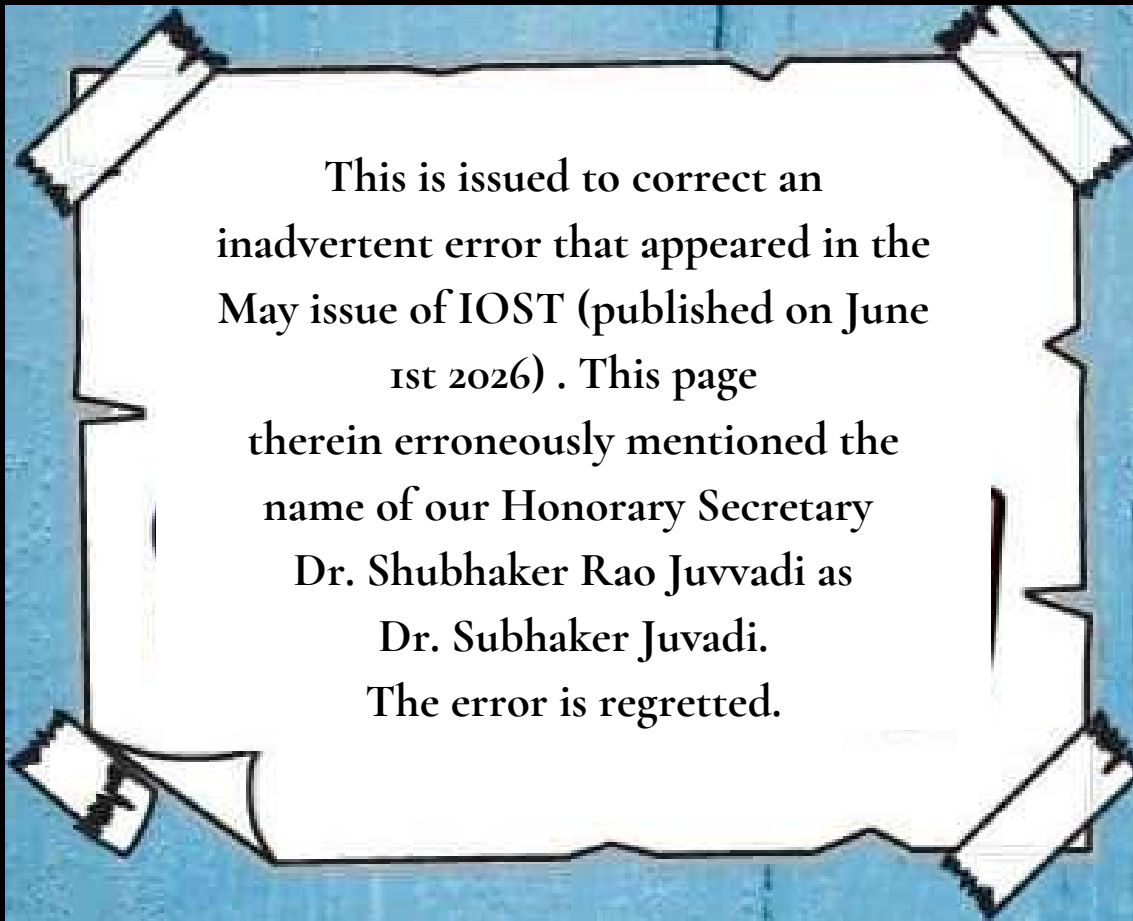 This is issued to correct an
inadvertent error that appeared in the
May issue of IOST (published on June
1st 2026) . This page
therein erroneously mentioned the
name of our Honorary Secretary
Dr. Shubhaker Rao Juvvadi as
Dr. Subhaker Juvadi.
The error is regretted.